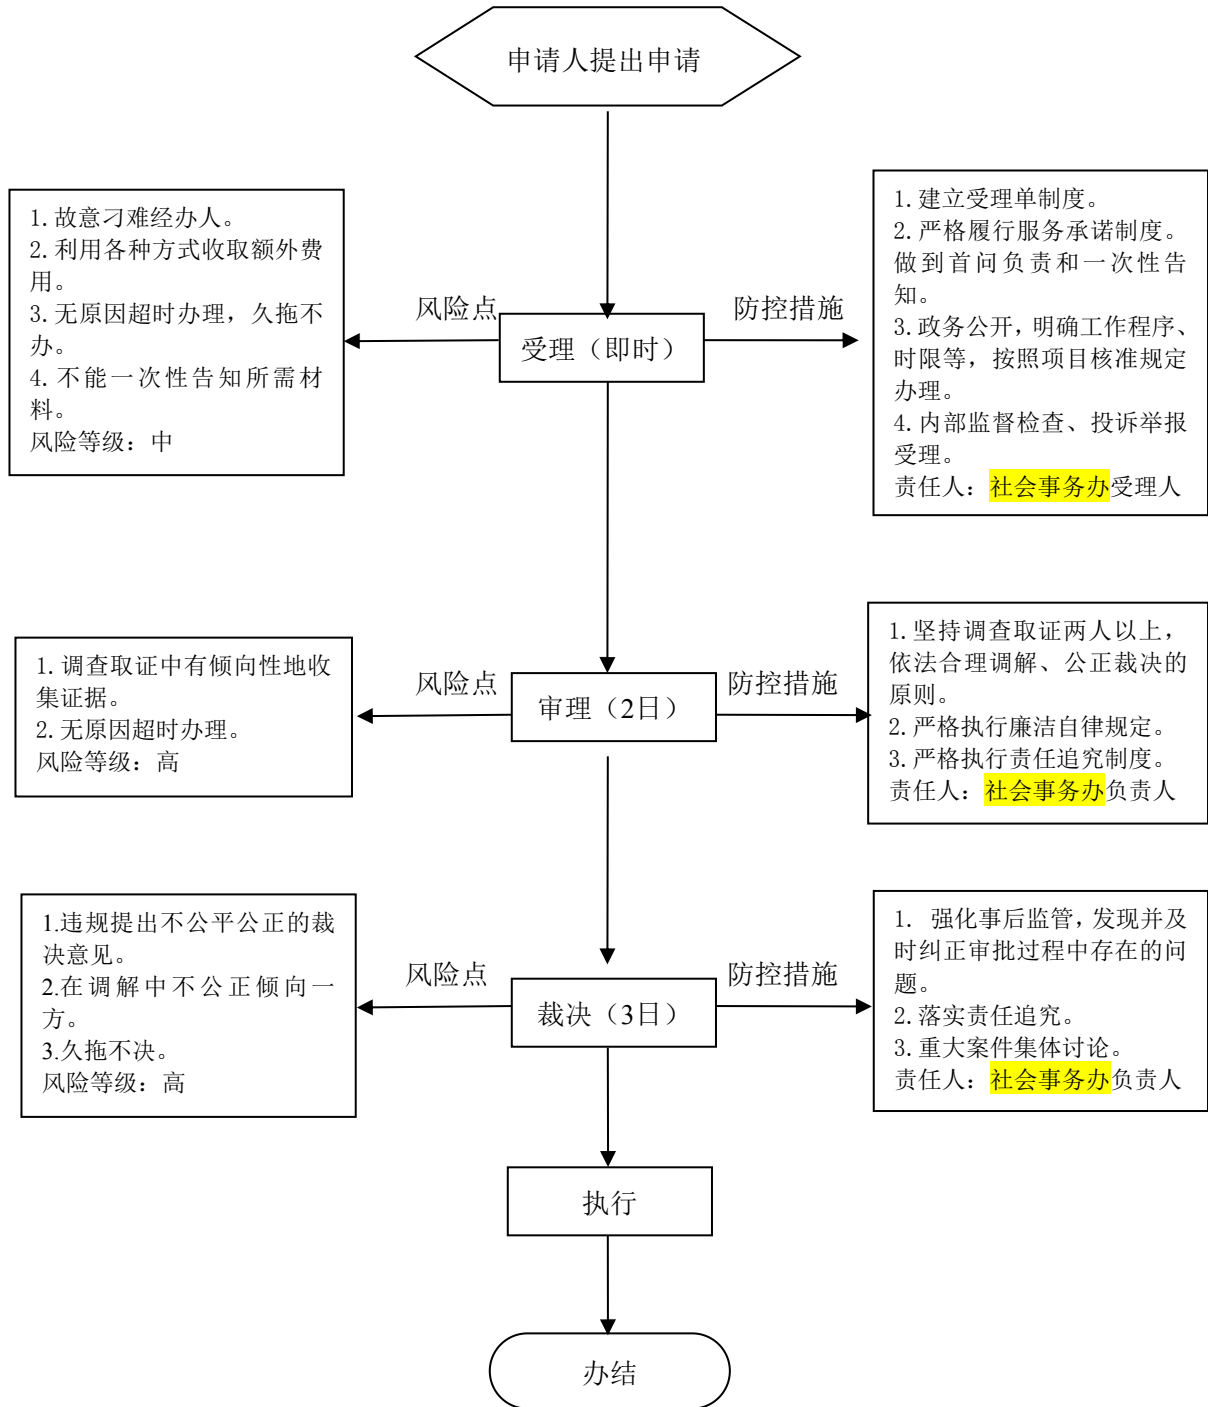 申请人提出申请
1.故意刁难经办人。
2.利用各种方式收取额外费
用。
3.无原因超时办理，久拖不
办。
4.不能一次性告知所需材
料。
风险等级：中
风险点
受理（即时）
防控措施
1.建立受理单制度。
2.严格履行服务承诺制度。
做到首问负责和一次性告
知。
3.政务公开，明确工作程序、
时限等，按照项目核准规定
办理。
4.内部监督检查、投诉举报
受理。
责任人：社会事务办受理人
1.调查取证中有倾向性地收
集证据。
2.无原因超时办理。
风险等级：高
风险点
审理（2日）
防控措施
1.坚持调查取证两人以上，
依法合理调解、公正裁决的
原则。
2.严格执行廉洁自律规定。
3.严格执行责任追究制度。
责任人：社会事务办负责人
1.违规提出不公平公正的裁
决意见。
2.在调解中不公正倾向一
方。
3.久拖不决。
风险等级：高
风险点
裁决（3日）
防控措施
1. 强化事后监管，发现并及
时纠正审批过程中存在的问
题。
2.落实责任追究。
3.重大案件集体讨论。
责任人：社会事务办负责人
执行
办结